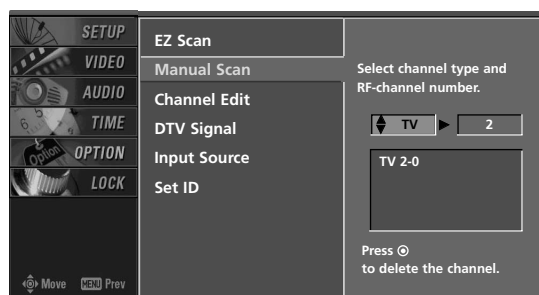 SETUP
VIDEO
AUDIO
TIME
OPTION
LOCK
Move MENU Prev
EZ Scan
Manual Scan
Channel Edit
DTV Signal
Input Source
Set ID
Select channel type and
RF-channel number.
TV 2
TV 2-0
Press
to delete the channel.